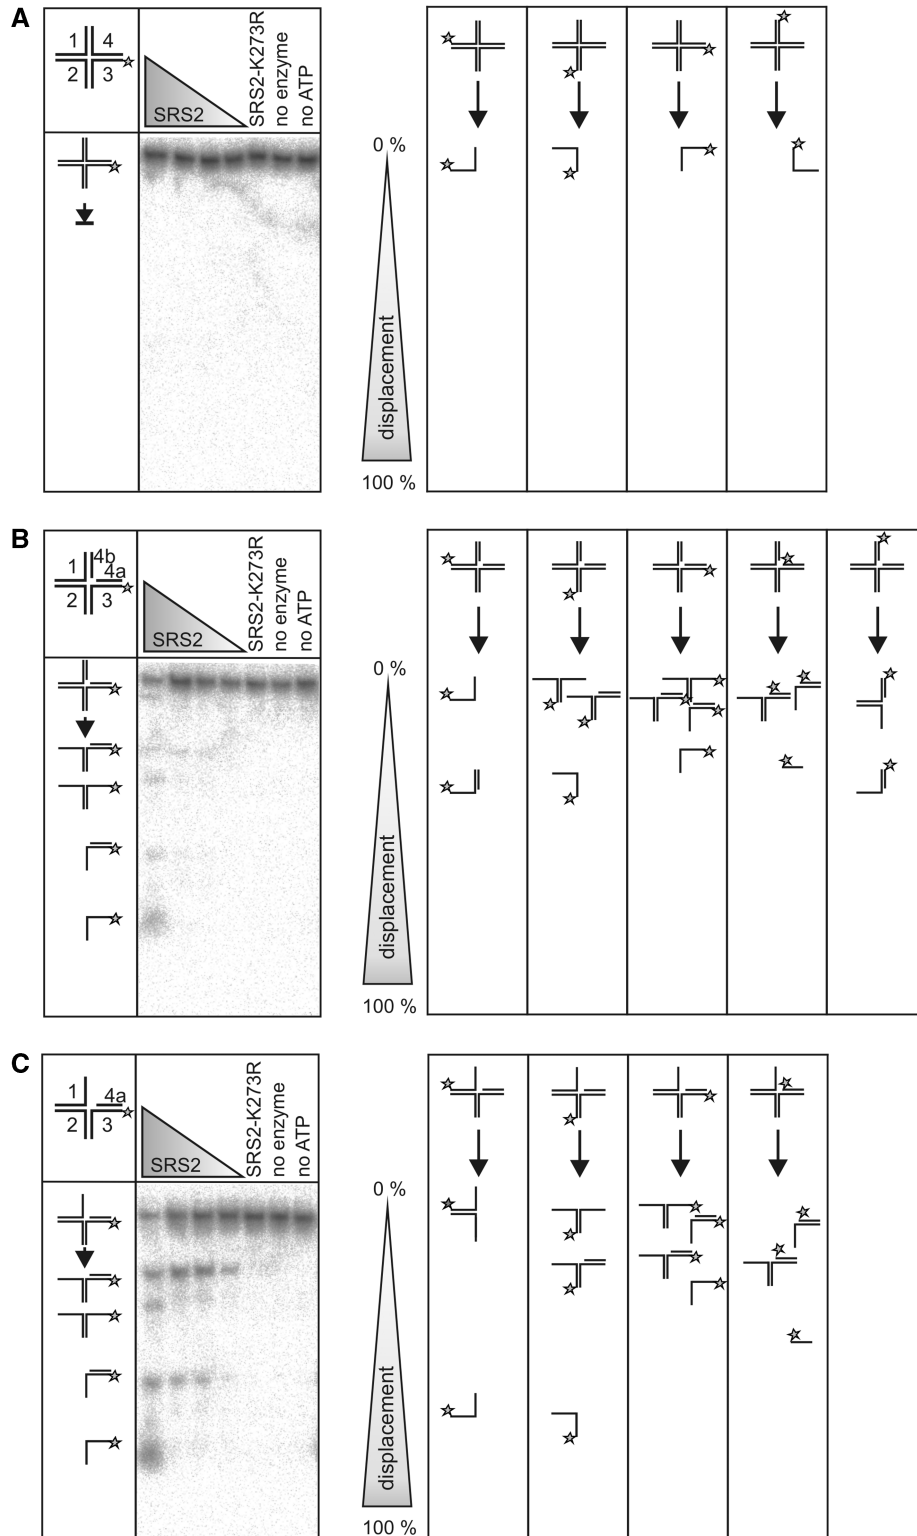 A
1 4
2 3
SRS2
SRS2-K273R
no enzyme
no ATP
0 %
displacement
100 %
B
4b
1 4a
2 3
SRS2
SRS2-K273R
no enzyme
no ATP
0 %
displacement
100 %
C
1 4a
2 3
SRS2
SRS2-K273R
no enzyme
no ATP
0 %
displacement
100 %